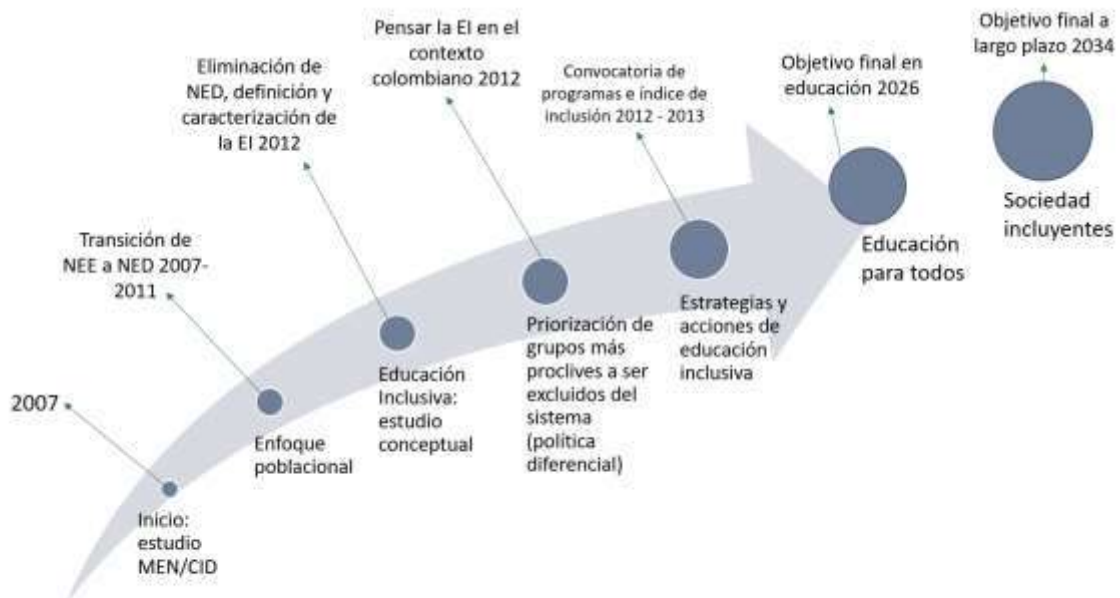 2007
Inicio:
estudio
MEN/CID
Transición de
NEE a NED 2007-
2011
Enfoque
poblacional
Eliminación de
NED, definición y
caracterización de
la EI 2012
Educación
Inclusiva:
estudio
conceptual
Pensar la EI en el
contexto
colombiano 2012
Priorización de
grupos más
proclives a ser
excluidos del
sistema
(política
diferencial)
Convocatoria de
programas e índice de
inclusión 2012 - 2013
Estrategias y
acciones de
educación
inclusiva
Objetivo final en
educación 2026
Educación
para todos
Objetivo final a
largo plazo 2034
Sociedad
incluyentes